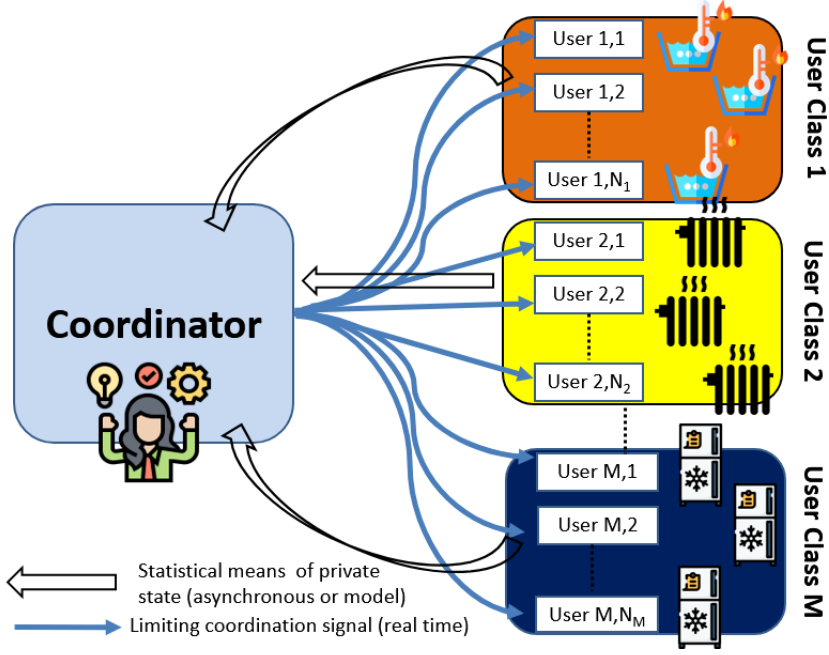 User 1,1
User 1,2
User 1,N₁
User Class 1
User 2,1
User 2,2
User 2,N₂
User Class 2
Coordinator
User M,1
User M,2
User M,Nᴍ
User Class M
Statistical means of private
state (asynchronous or model)
Limiting coordination signal (real time)